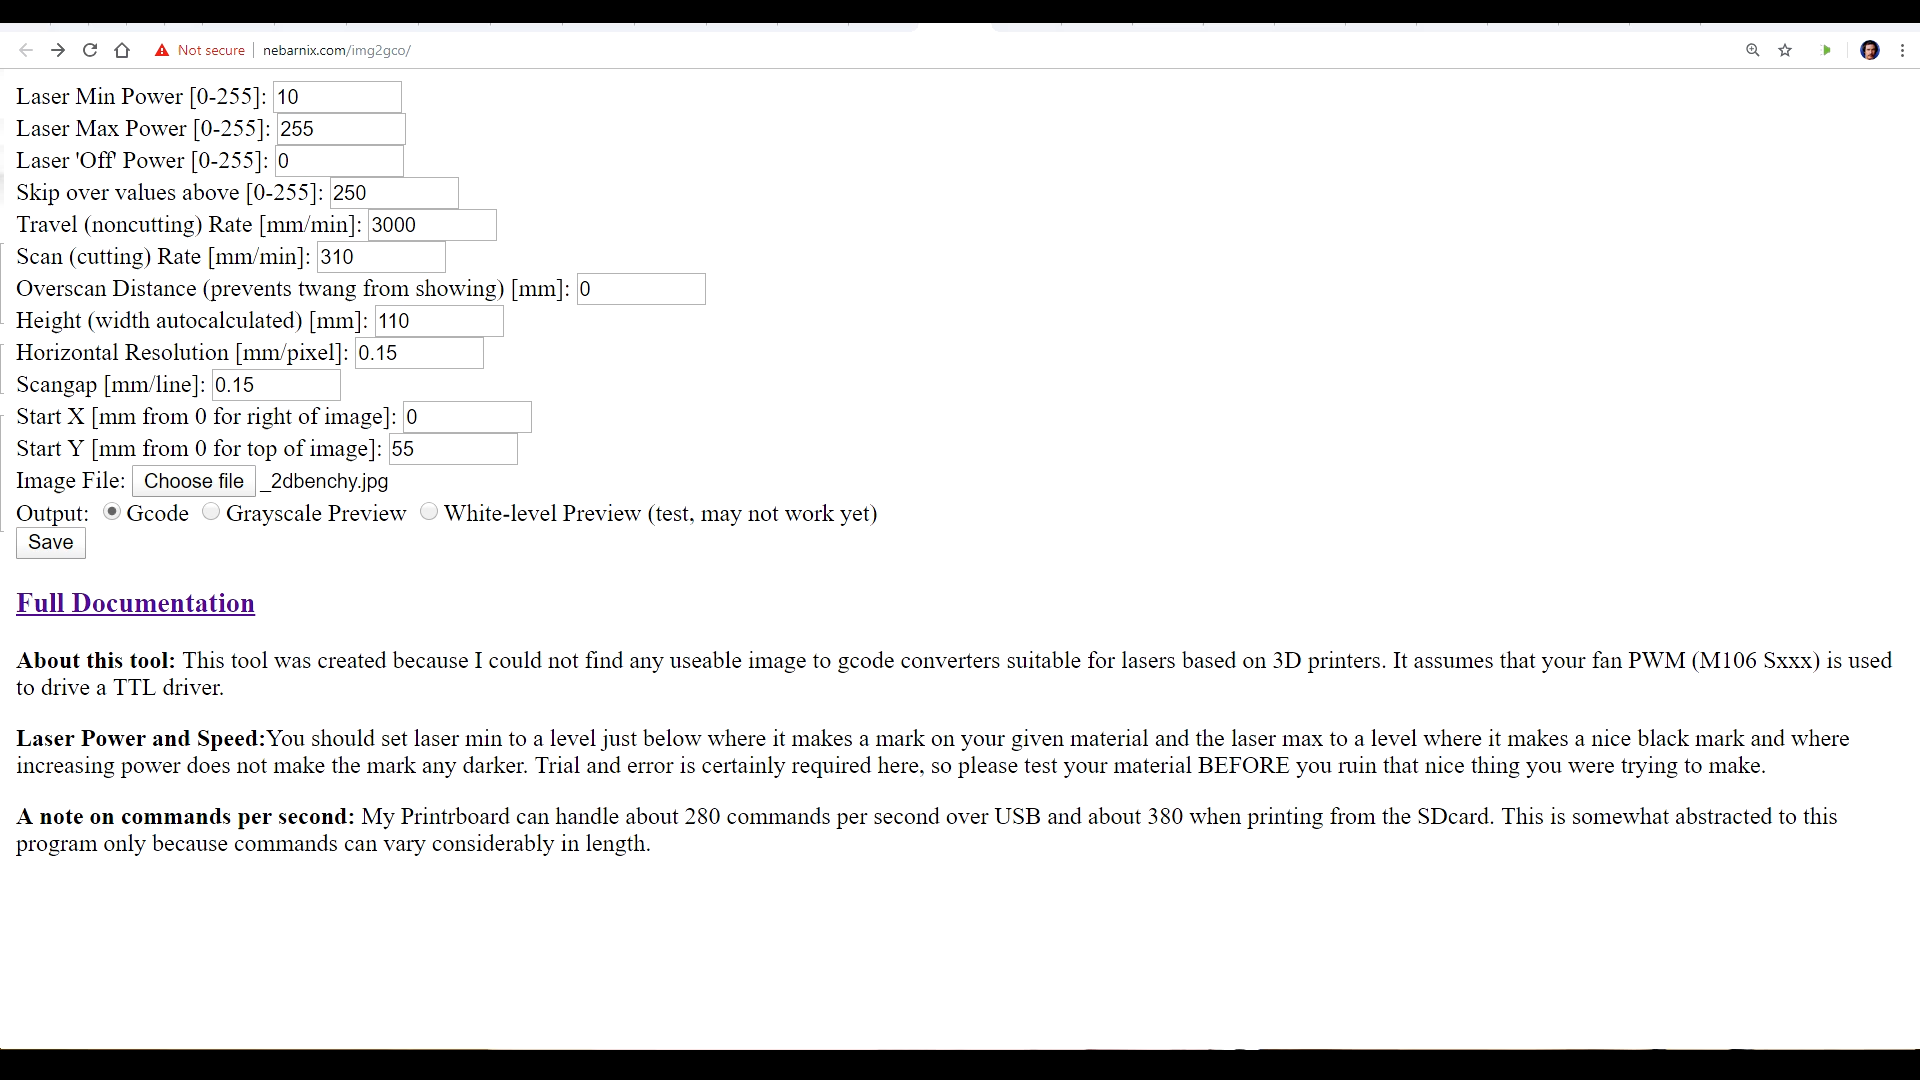 Not secure
nebarnix.com/img2gco/
Laser Min Power [0-255]: 10
Laser Max Power [0-255]: 255
Laser 'Off' Power [0-255]: 0
Skip over values above [0-255]: 250
Travel (noncutting) Rate [mm/min]: 3000
Scan (cutting) Rate [mm/min]: 310
Overscan Distance (prevents twang from showing) [mm]: 0
Height (width autocalculated) [mm]: 110
Horizontal Resolution [mm/pixel]: 0.15
Scangap [mm/line]: 0.15
Start X [mm from 0 for right of image]: 0
Start Y [mm from 0 for top of image]: 55
Image File: Choose file _2dbenchy.jpg
Output: Gcode Grayscale Preview White-level Preview (test, may not work yet)
Save
Full Documentation
About this tool: This tool was created because I could not find any useable image to gcode converters suitable for lasers based on 3D printers. It assumes that your fan PWM (M106 Sxxx) is used
to drive a TTL driver.
Laser Power and Speed:You should set laser min to a level just below where it makes a mark on your given material and the laser max to a level where it makes a nice black mark and where
increasing power does not make the mark any darker. Trial and error is certainly required here, so please test your material BEFORE you ruin that nice thing you were trying to make.
A note on commands per second: My Printrboard can handle about 280 commands per second over USB and about 380 when printing from the SDcard. This is somewhat abstracted to this
program only because commands can vary considerably in length.